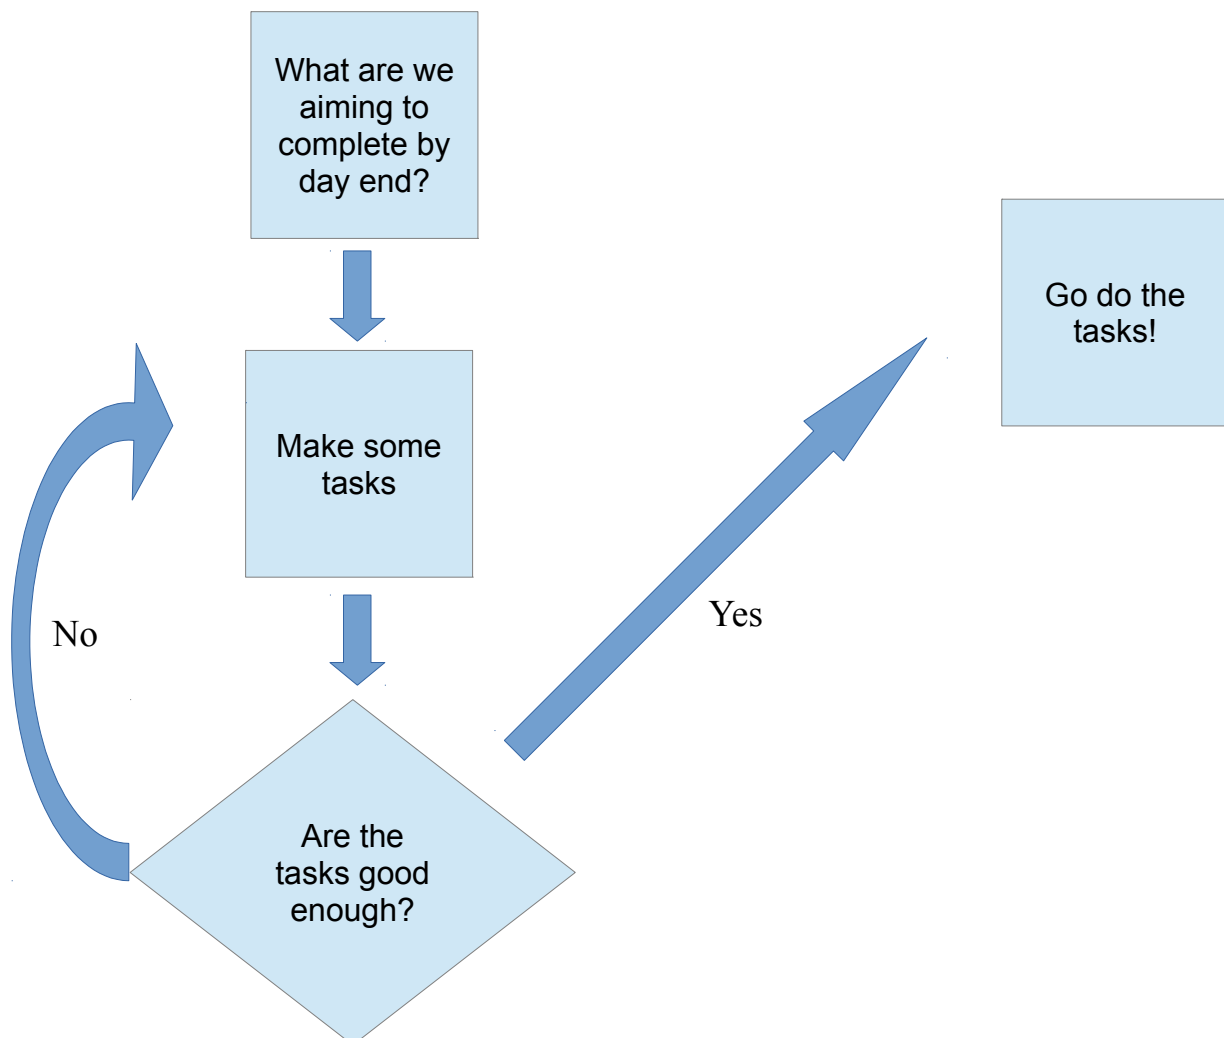 What are we
aiming to
complete by
day end?
Go do the
tasks!
Make some
tasks
No
Yes
Are the
tasks good
enough?